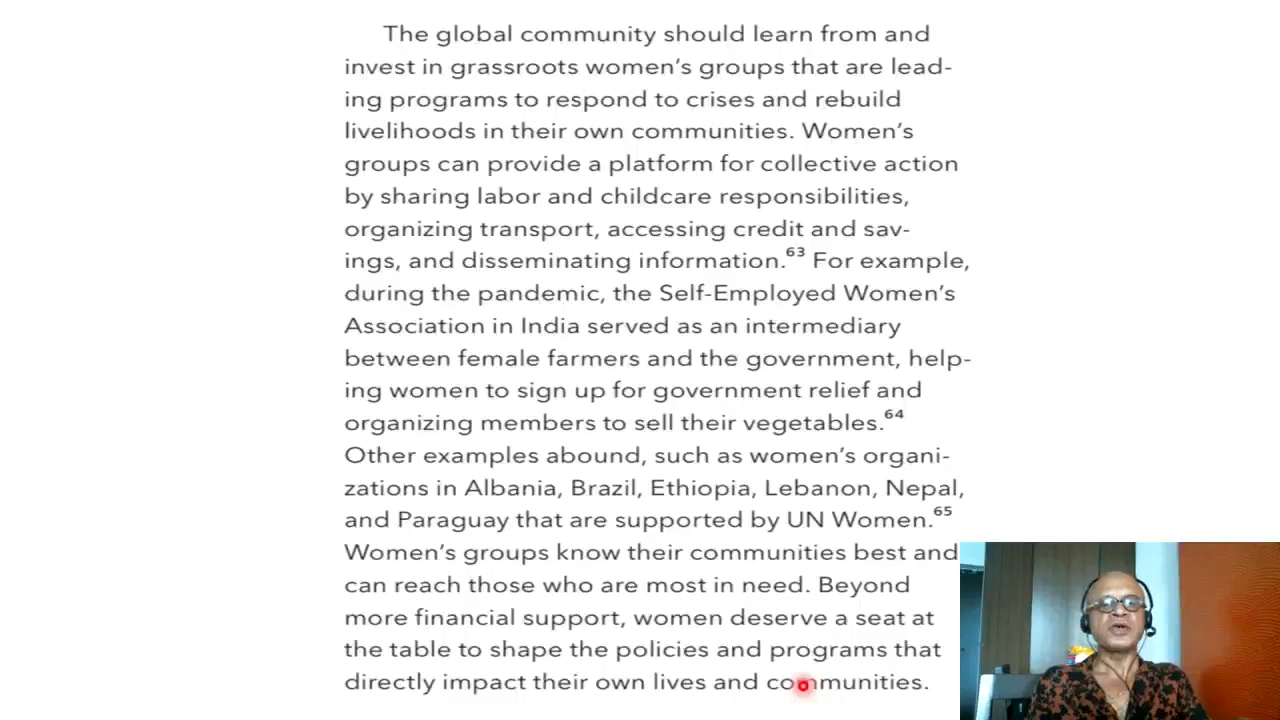 The global community should learn from and
invest in grassroots women's groups that are lead-
ing programs to respond to crises and rebuild
livelihoods in their own communities. Women's
groups can provide a platform for collective action
by sharing labor and childcare responsibilities,
organizing transport, accessing credit and sav-
ings, and disseminating information.⁶³ For example,
during the pandemic, the Self-Employed Women's
Association in India served as an intermediary
between female farmers and the government, help-
ing women to sign up for government relief and
organizing members to sell their vegetables.⁶⁴
Other examples abound, such as women's organi-
zations in Albania, Brazil, Ethiopia, Lebanon, Nepal,
and Paraguay that are supported by UN Women.⁶⁵
Women's groups know their communities best and
can reach those who are most in need. Beyond
more financial support, women deserve a seat at
the table to shape the policies and programs that
directly impact their own lives and communities.